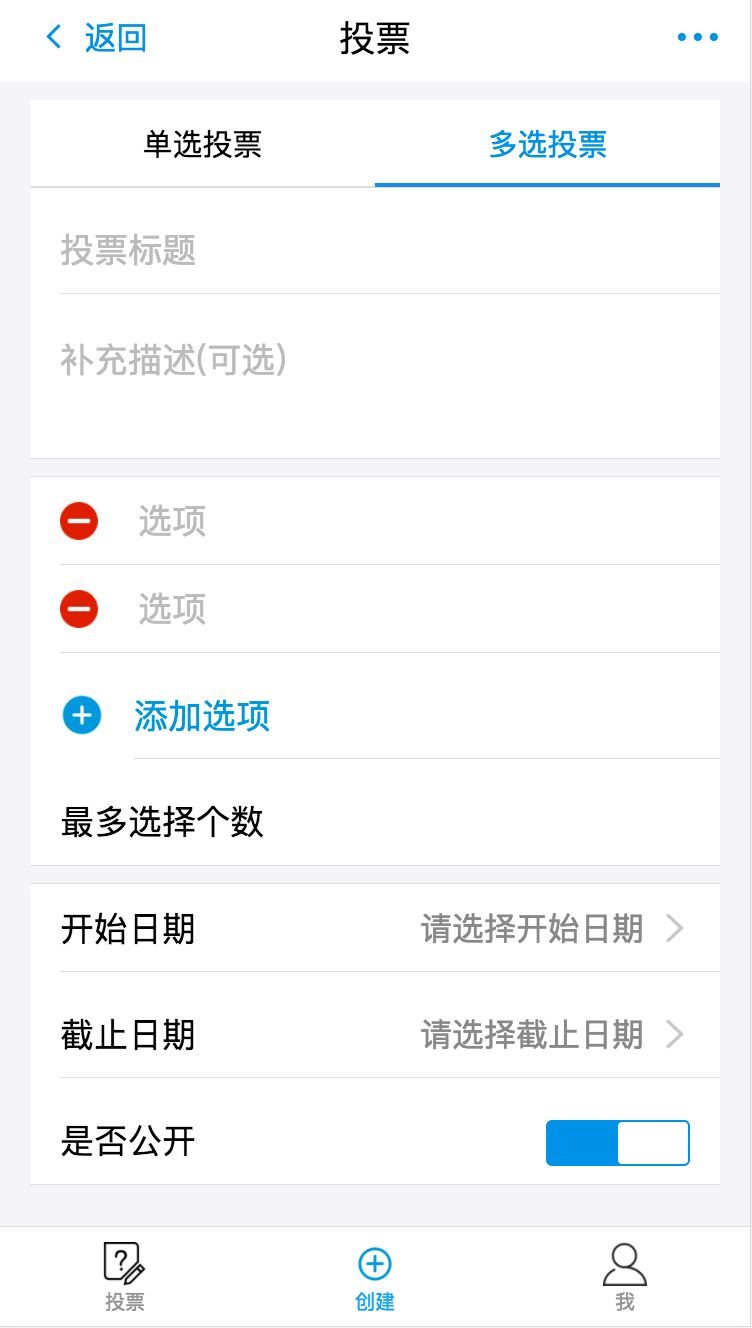 返回 投票
单选投票 多选投票
投票标题
补充描述(可选)
选项
选项
添加选项
最多选择个数
开始日期 请选择开始日期
截止日期 请选择截止日期
是否公开
投票 创建 我